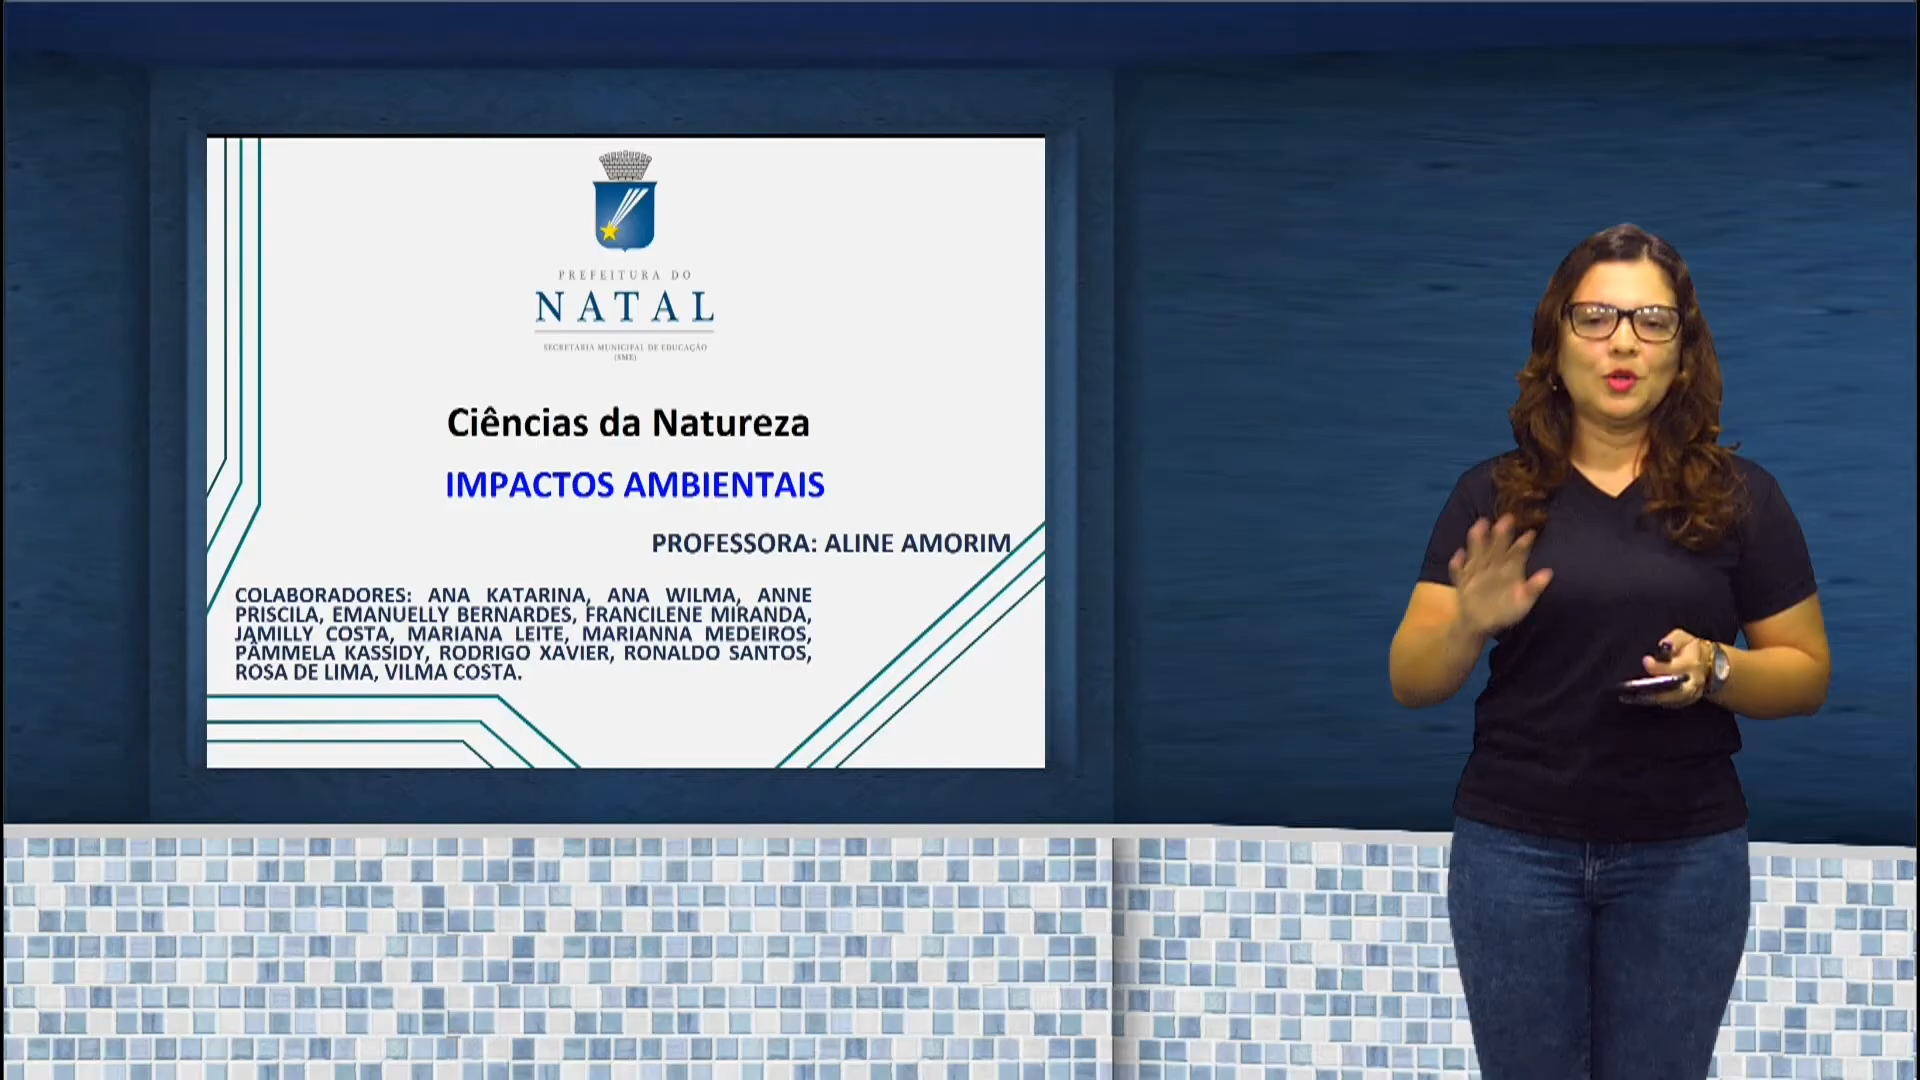 PREFEITURA DO
NATAL
SECRETARIA MUNICIPAL DE EDUCAÇÃO
(SME)
Ciências da Natureza
IMPACTOS AMBIENTAIS
PROFESSORA: ALINE AMORIM
COLABORADORES: ANA KATARINA, ANA WILMA, ANNE
PRISCILA, EMANUELLY BERNARDES, FRANCILENE MIRANDA,
JAMILLY COSTA, MARIANA LEITE, MARIANNA MEDEIROS,
PÂMMELA KASSIDY, RODRIGO XAVIER, RONALDO SANTOS,
ROSA DE LIMA, VILMA COSTA.